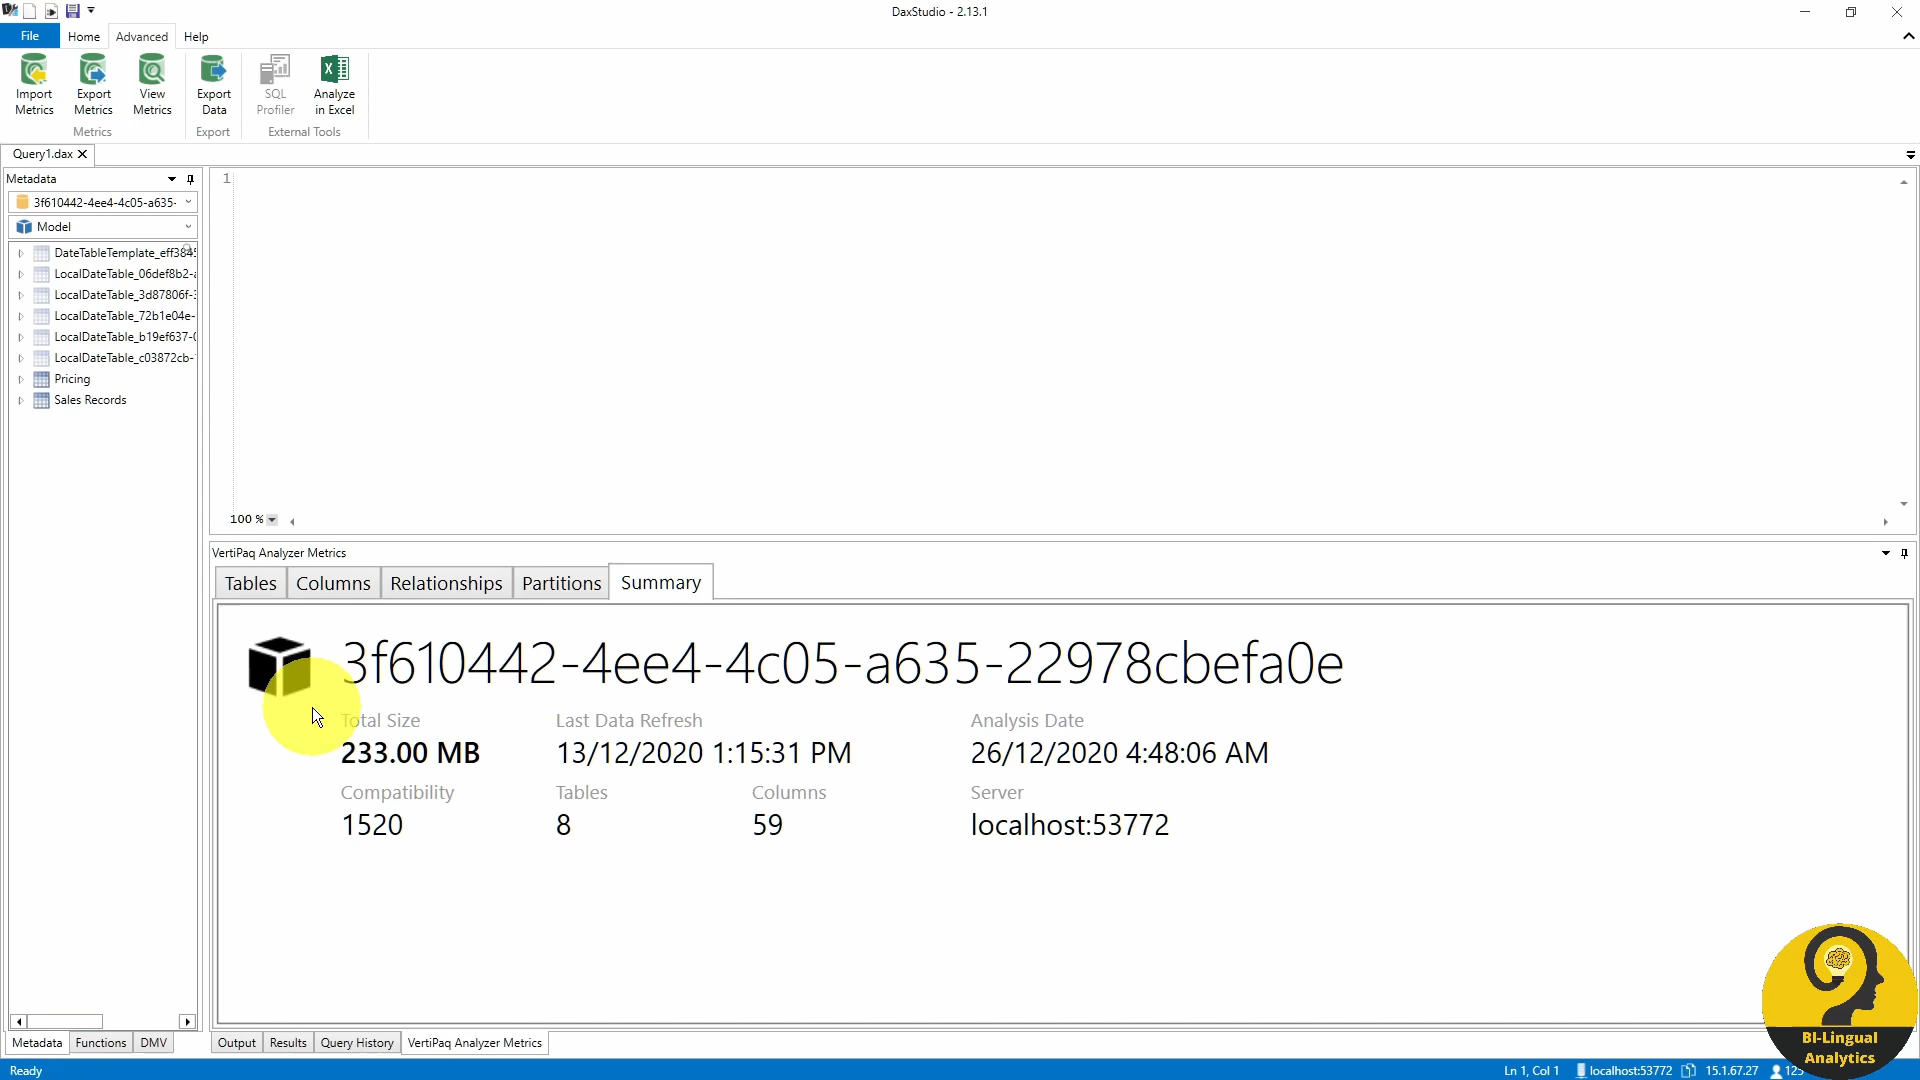 DaxStudio - 2.13.1
File
Home
Advanced
Help
Import Metrics
Export Metrics
View Metrics
Export Data
SQL Profiler
Analyze in Excel
Metrics
Export
External Tools
Query1.dax
Metadata
3f610442-4ee4-4c05-a635-
Model
DateTableTemplate_eff384
LocalDateTable_06def8b2-
LocalDateTable_3d87806f-
LocalDateTable_72b1e04e-
LocalDateTable_b19ef637-
LocalDateTable_c03872cb-
Pricing
Sales Records
1
100 %
VertiPaq Analyzer Metrics
Tables
Columns
Relationships
Partitions
Summary
3f610442-4ee4-4c05-a635-22978cbefa0e
Total Size
Last Data Refresh
Analysis Date
233.00 MB
13/12/2020 1:15:31 PM
26/12/2020 4:48:06 AM
Compatibility
Tables
Columns
Server
1520
8
59
localhost:53772
Metadata
Functions
DMV
Output
Results
Query History
VertiPaq Analyzer Metrics
Ready
Ln 1, Col 1
localhost:53772
15.1.67.27
BI-Lingual
Analytics